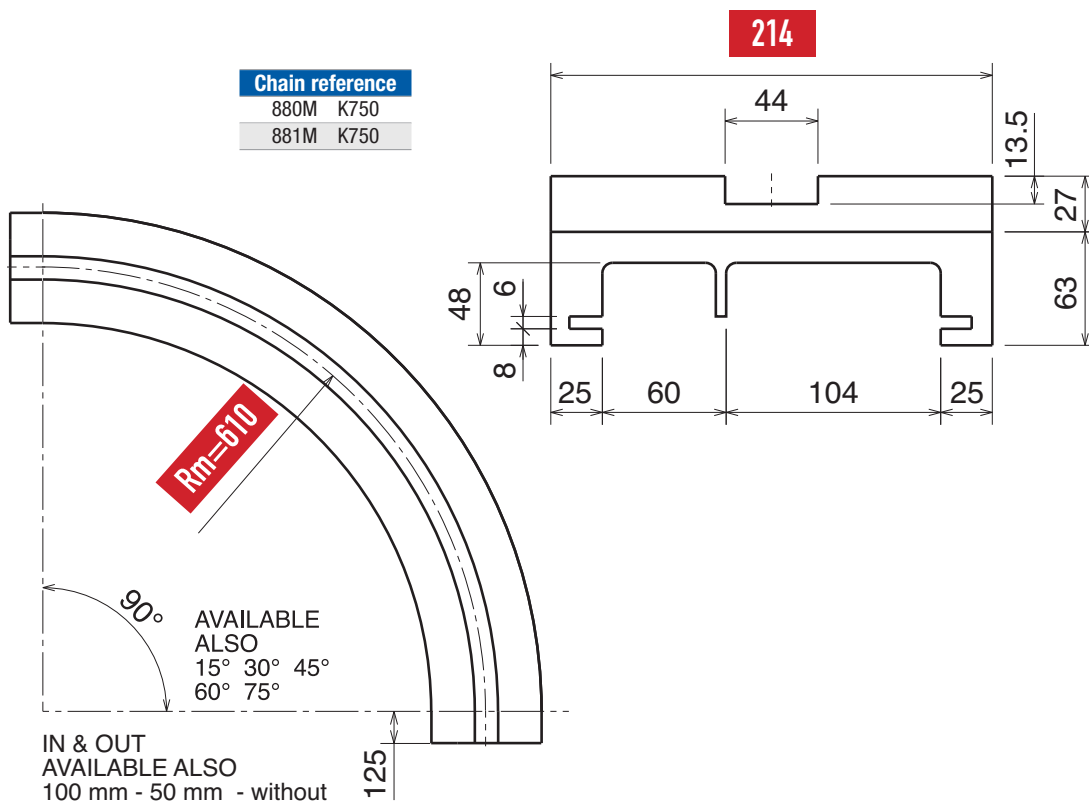 214
Chain reference
880M K750
881M K750
44
13.5
27
63
48
6
8
25
60
104
25
Rm=610
90°
AVAILABLE
ALSO
15° 30° 45°
60° 75°
125
IN & OUT
AVAILABLE ALSO
100 mm - 50 mm - without